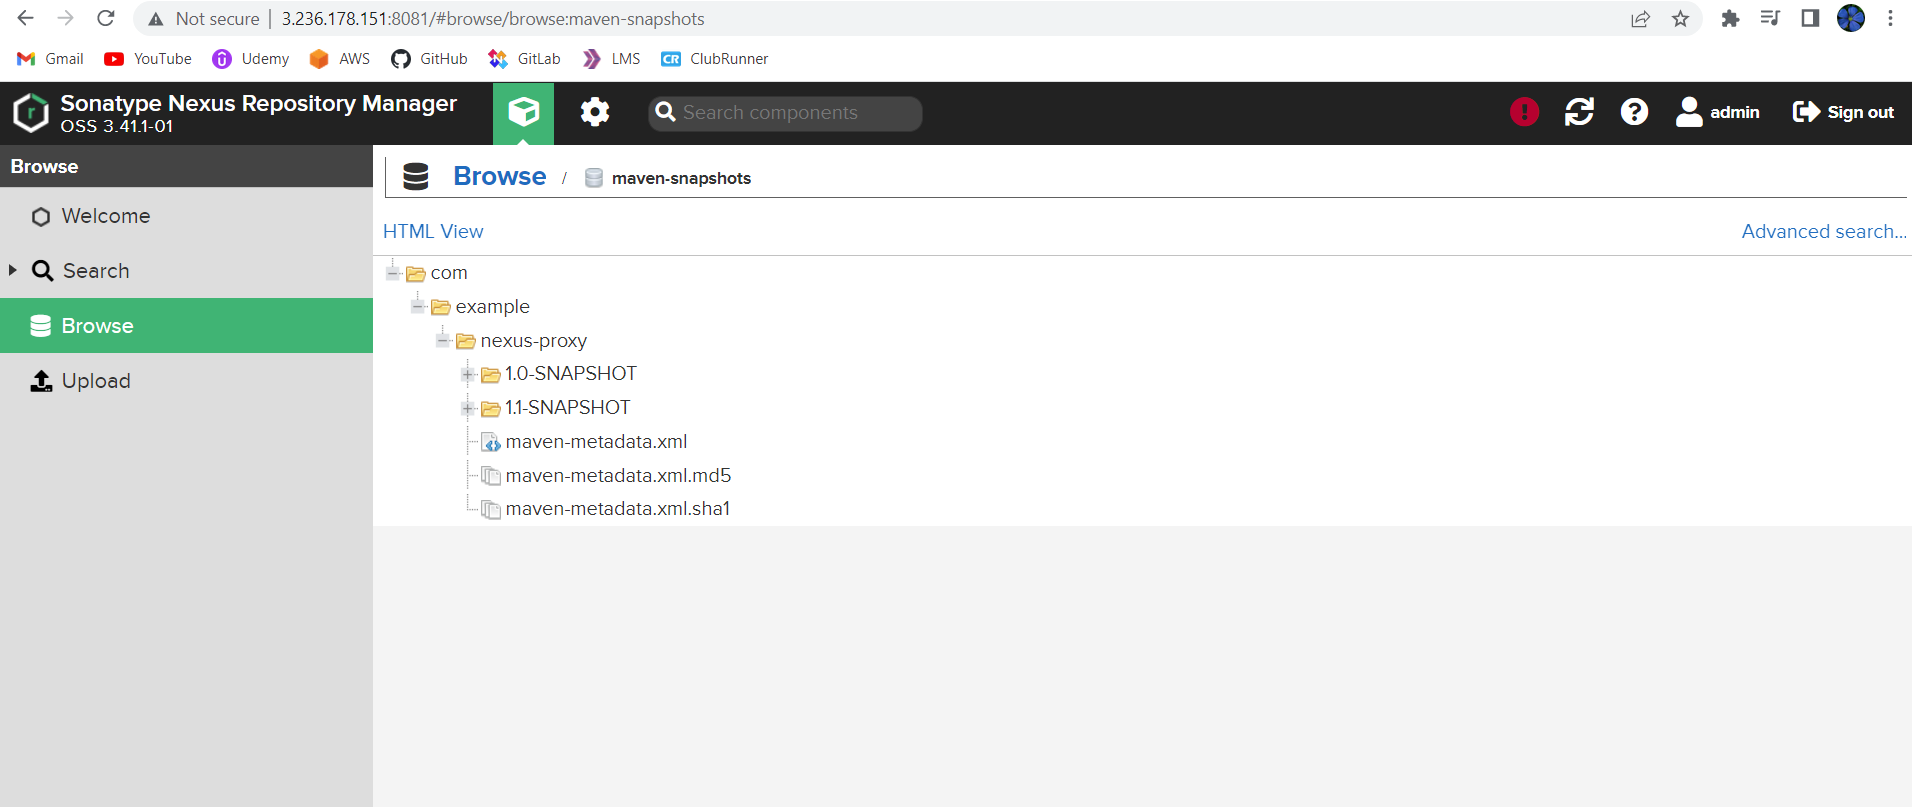 Not secure | 3.236.178.151:8081/#browse/browse:maven-snapshots
Gmail YouTube Udemy AWS GitHub GitLab LMS CR ClubRunner
Sonatype Nexus Repository Manager
OSS 3.41.1-01
Search components
admin
Sign out
Browse
Welcome
Search
Browse
Upload
Browse / maven-snapshots
HTML View
Advanced search...
com
example
nexus-proxy
1.0-SNAPSHOT
1.1-SNAPSHOT
maven-metadata.xml
maven-metadata.xml.md5
maven-metadata.xml.sha1